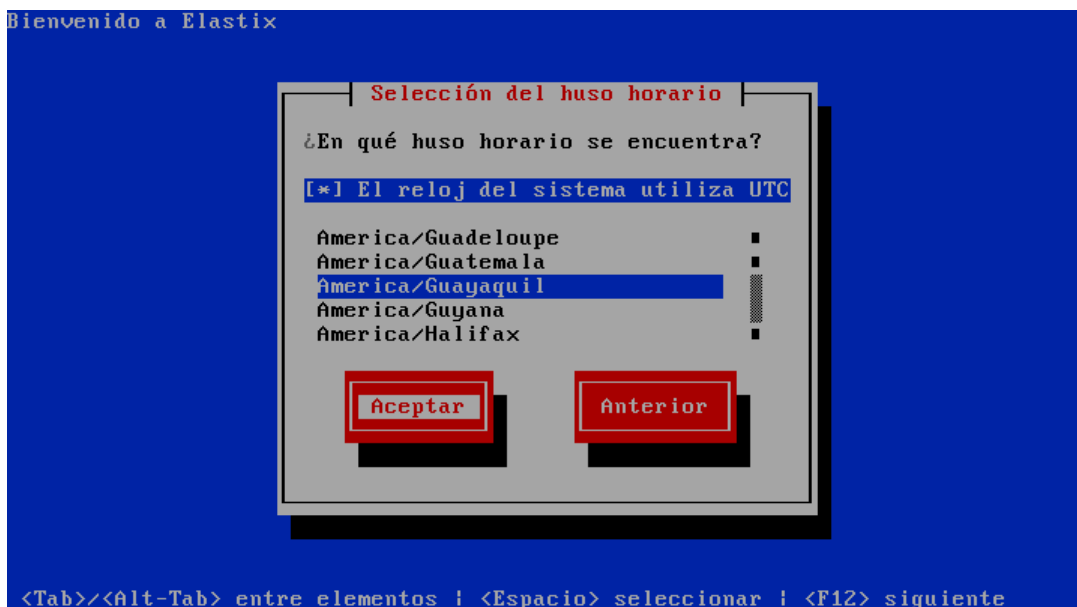 Bienvenido a Elastix
Selección del huso horario
¿En qué huso horario se encuentra?
[*] El reloj del sistema utiliza UTC
America/Guadeloupe
America/Guatemala
America/Guayaquil
America/Guyana
America/Halifax
Aceptar Anterior
<Tab>/<Alt-Tab> entre elementos | <Espacio> seleccionar | <F12> siguiente